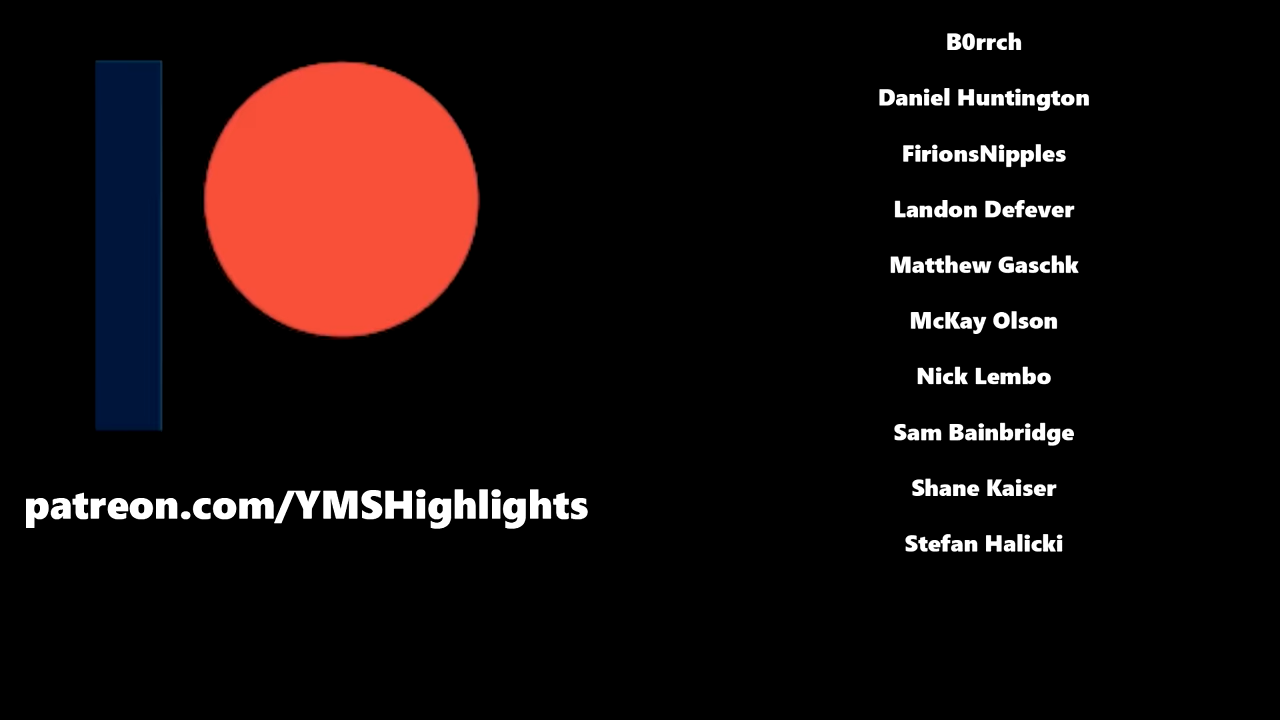 patreon.com/YMSHighlights
B0rrch
Daniel Huntington
FirionsNipples
Landon Defever
Matthew Gaschk
McKay Olson
Nick Lembo
Sam Bainbridge
Shane Kaiser
Stefan Halicki